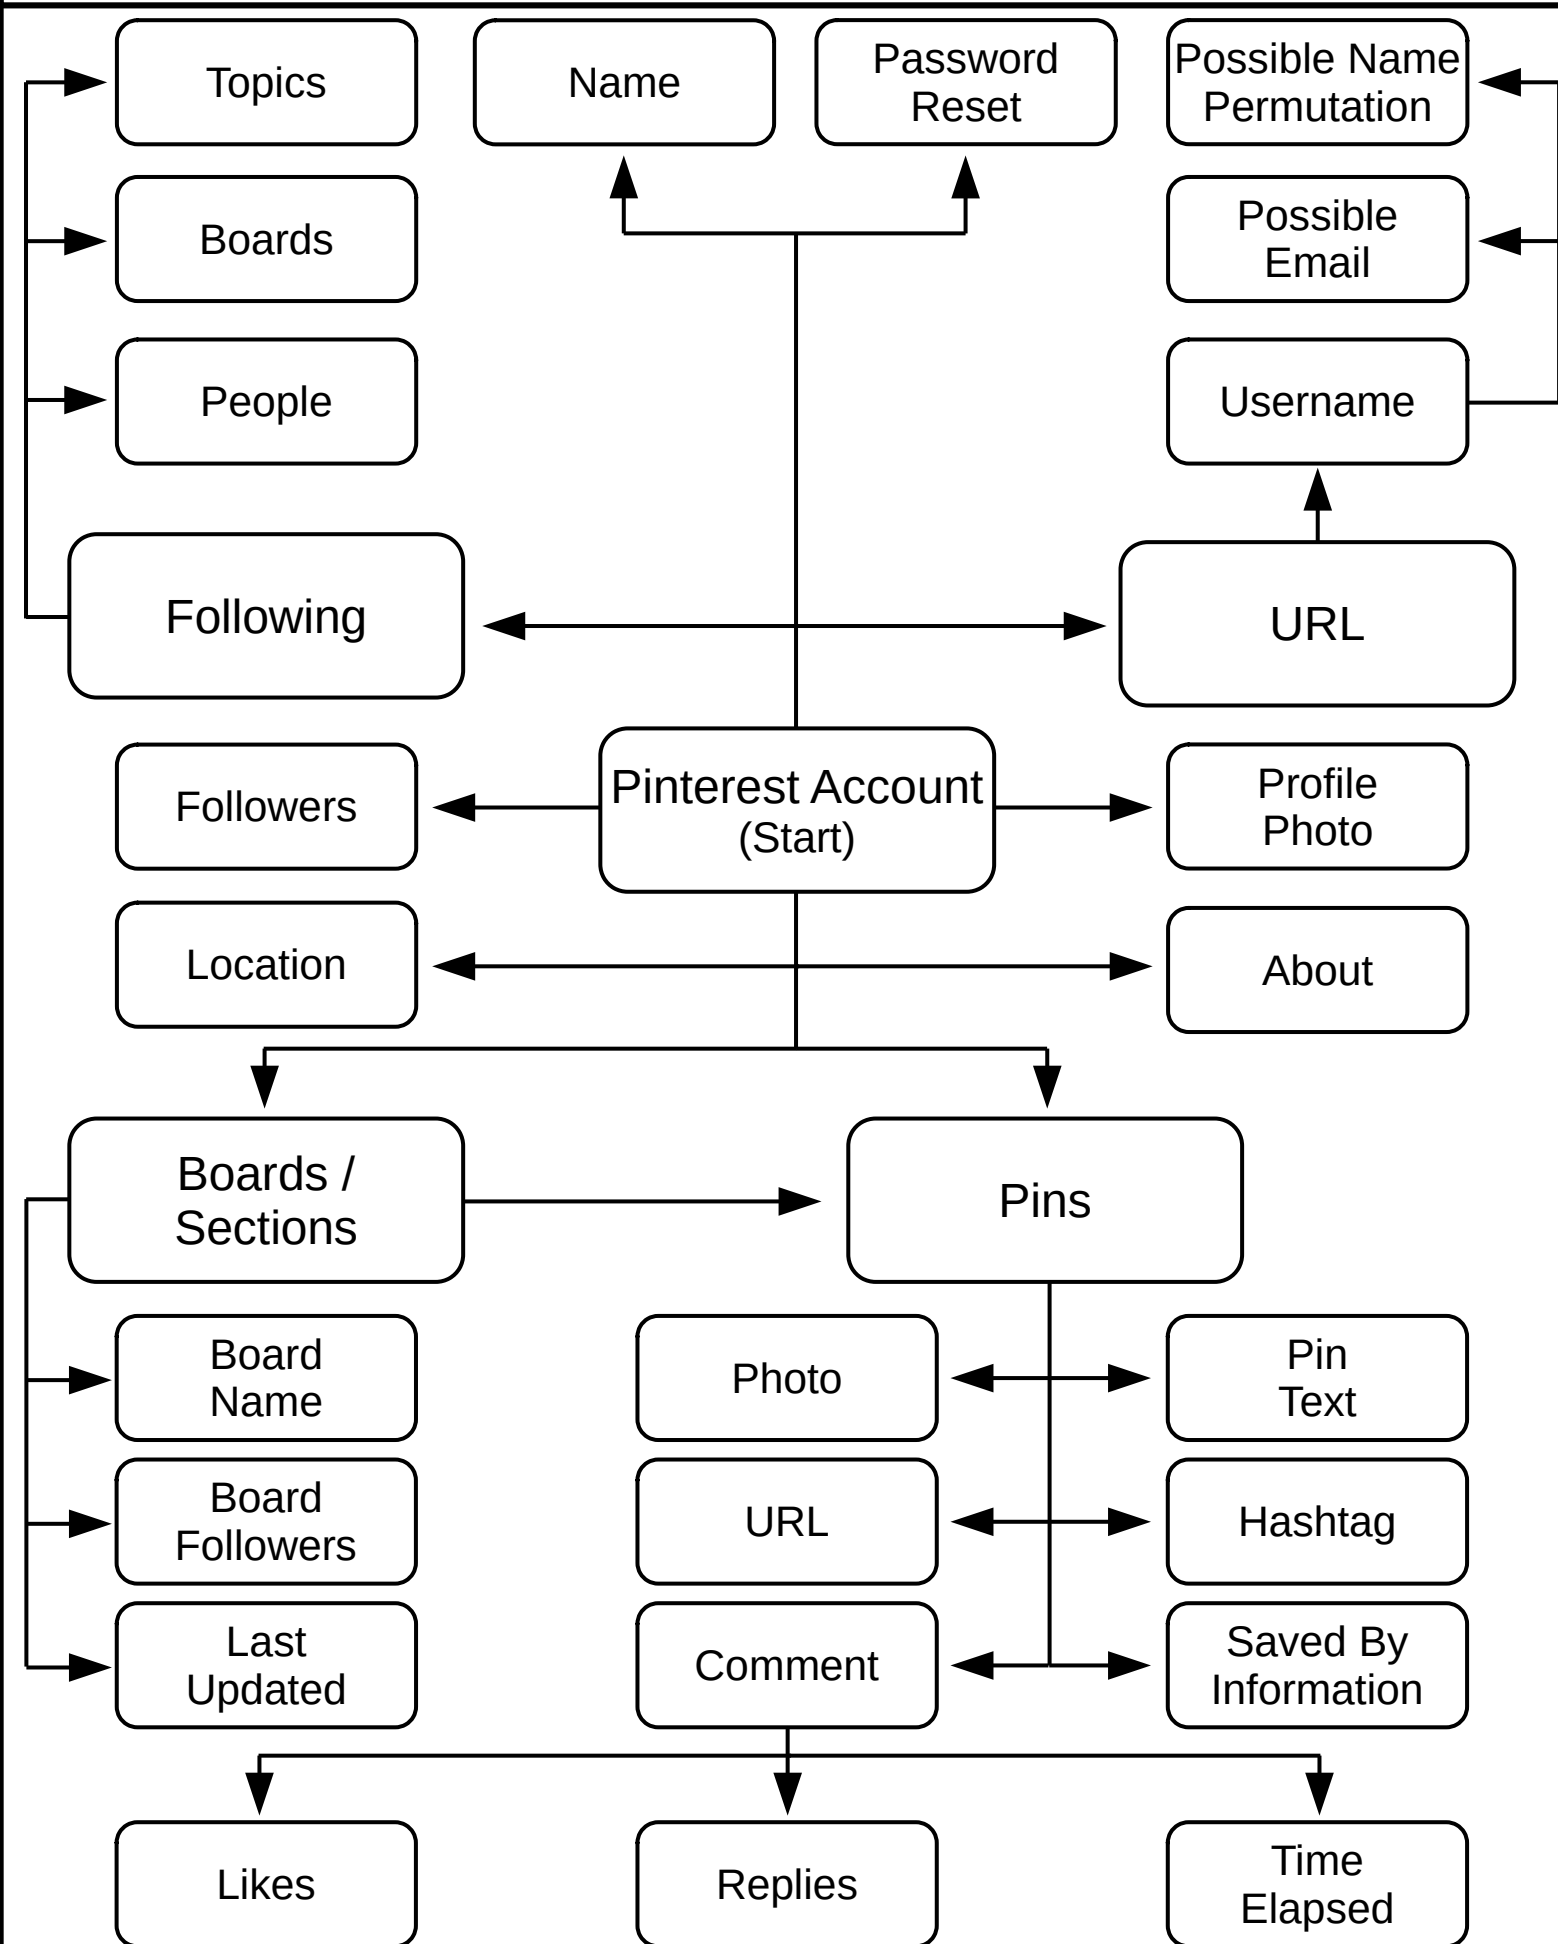 Topics
Name
Password
Reset
Possible Name
Permutation
Boards
Possible
Email
People
Username
Following
URL
Pinterest Account
(Start)
Followers
Profile
Photo
Location
About
Boards /
Sections
Pins
Board
Name
Photo
Pin
Text
Board
Followers
URL
Hashtag
Last
Updated
Comment
Saved By
Information
Likes
Replies
Time
Elapsed